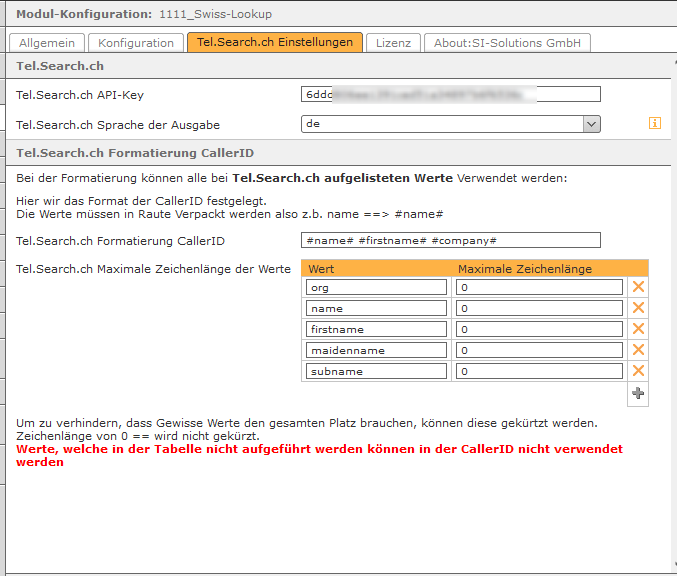 Modul-Konfiguration: 1111_Swiss-Lookup
Allgemein Konfiguration Tel.Search.ch Einstellungen Lizenz About:SI-Solutions GmbH
Tel.Search.ch
Tel.Search.ch API-Key
Tel.Search.ch Sprache der Ausgabe de
Tel.Search.ch Formatierung CallerID
Bei der Formatierung können alle bei Tel.Search.ch aufgelisteten Werte Verwendet werden:
Hier wir das Format der CallerID festgelegt.
Die Werte müssen in Raute Verpackt werden also z.b. name ==> #name#
Tel.Search.ch Formatierung CallerID #name# #firstname# #company#
Tel.Search.ch Maximale Zeichenlänge der Werte Wert Maximale Zeichenlänge
org 0
name 0
firstname 0
maidenname 0
subname 0
Um zu verhindern, dass Gewisse Werte den gesamten Platz brauchen, können diese gekürtzt werden.
Zeichenlänge von 0 == wird nicht gekürzt.
Werte, welche in der Tabelle nicht aufgeführt werden können in der CallerID nicht verwendet
werden